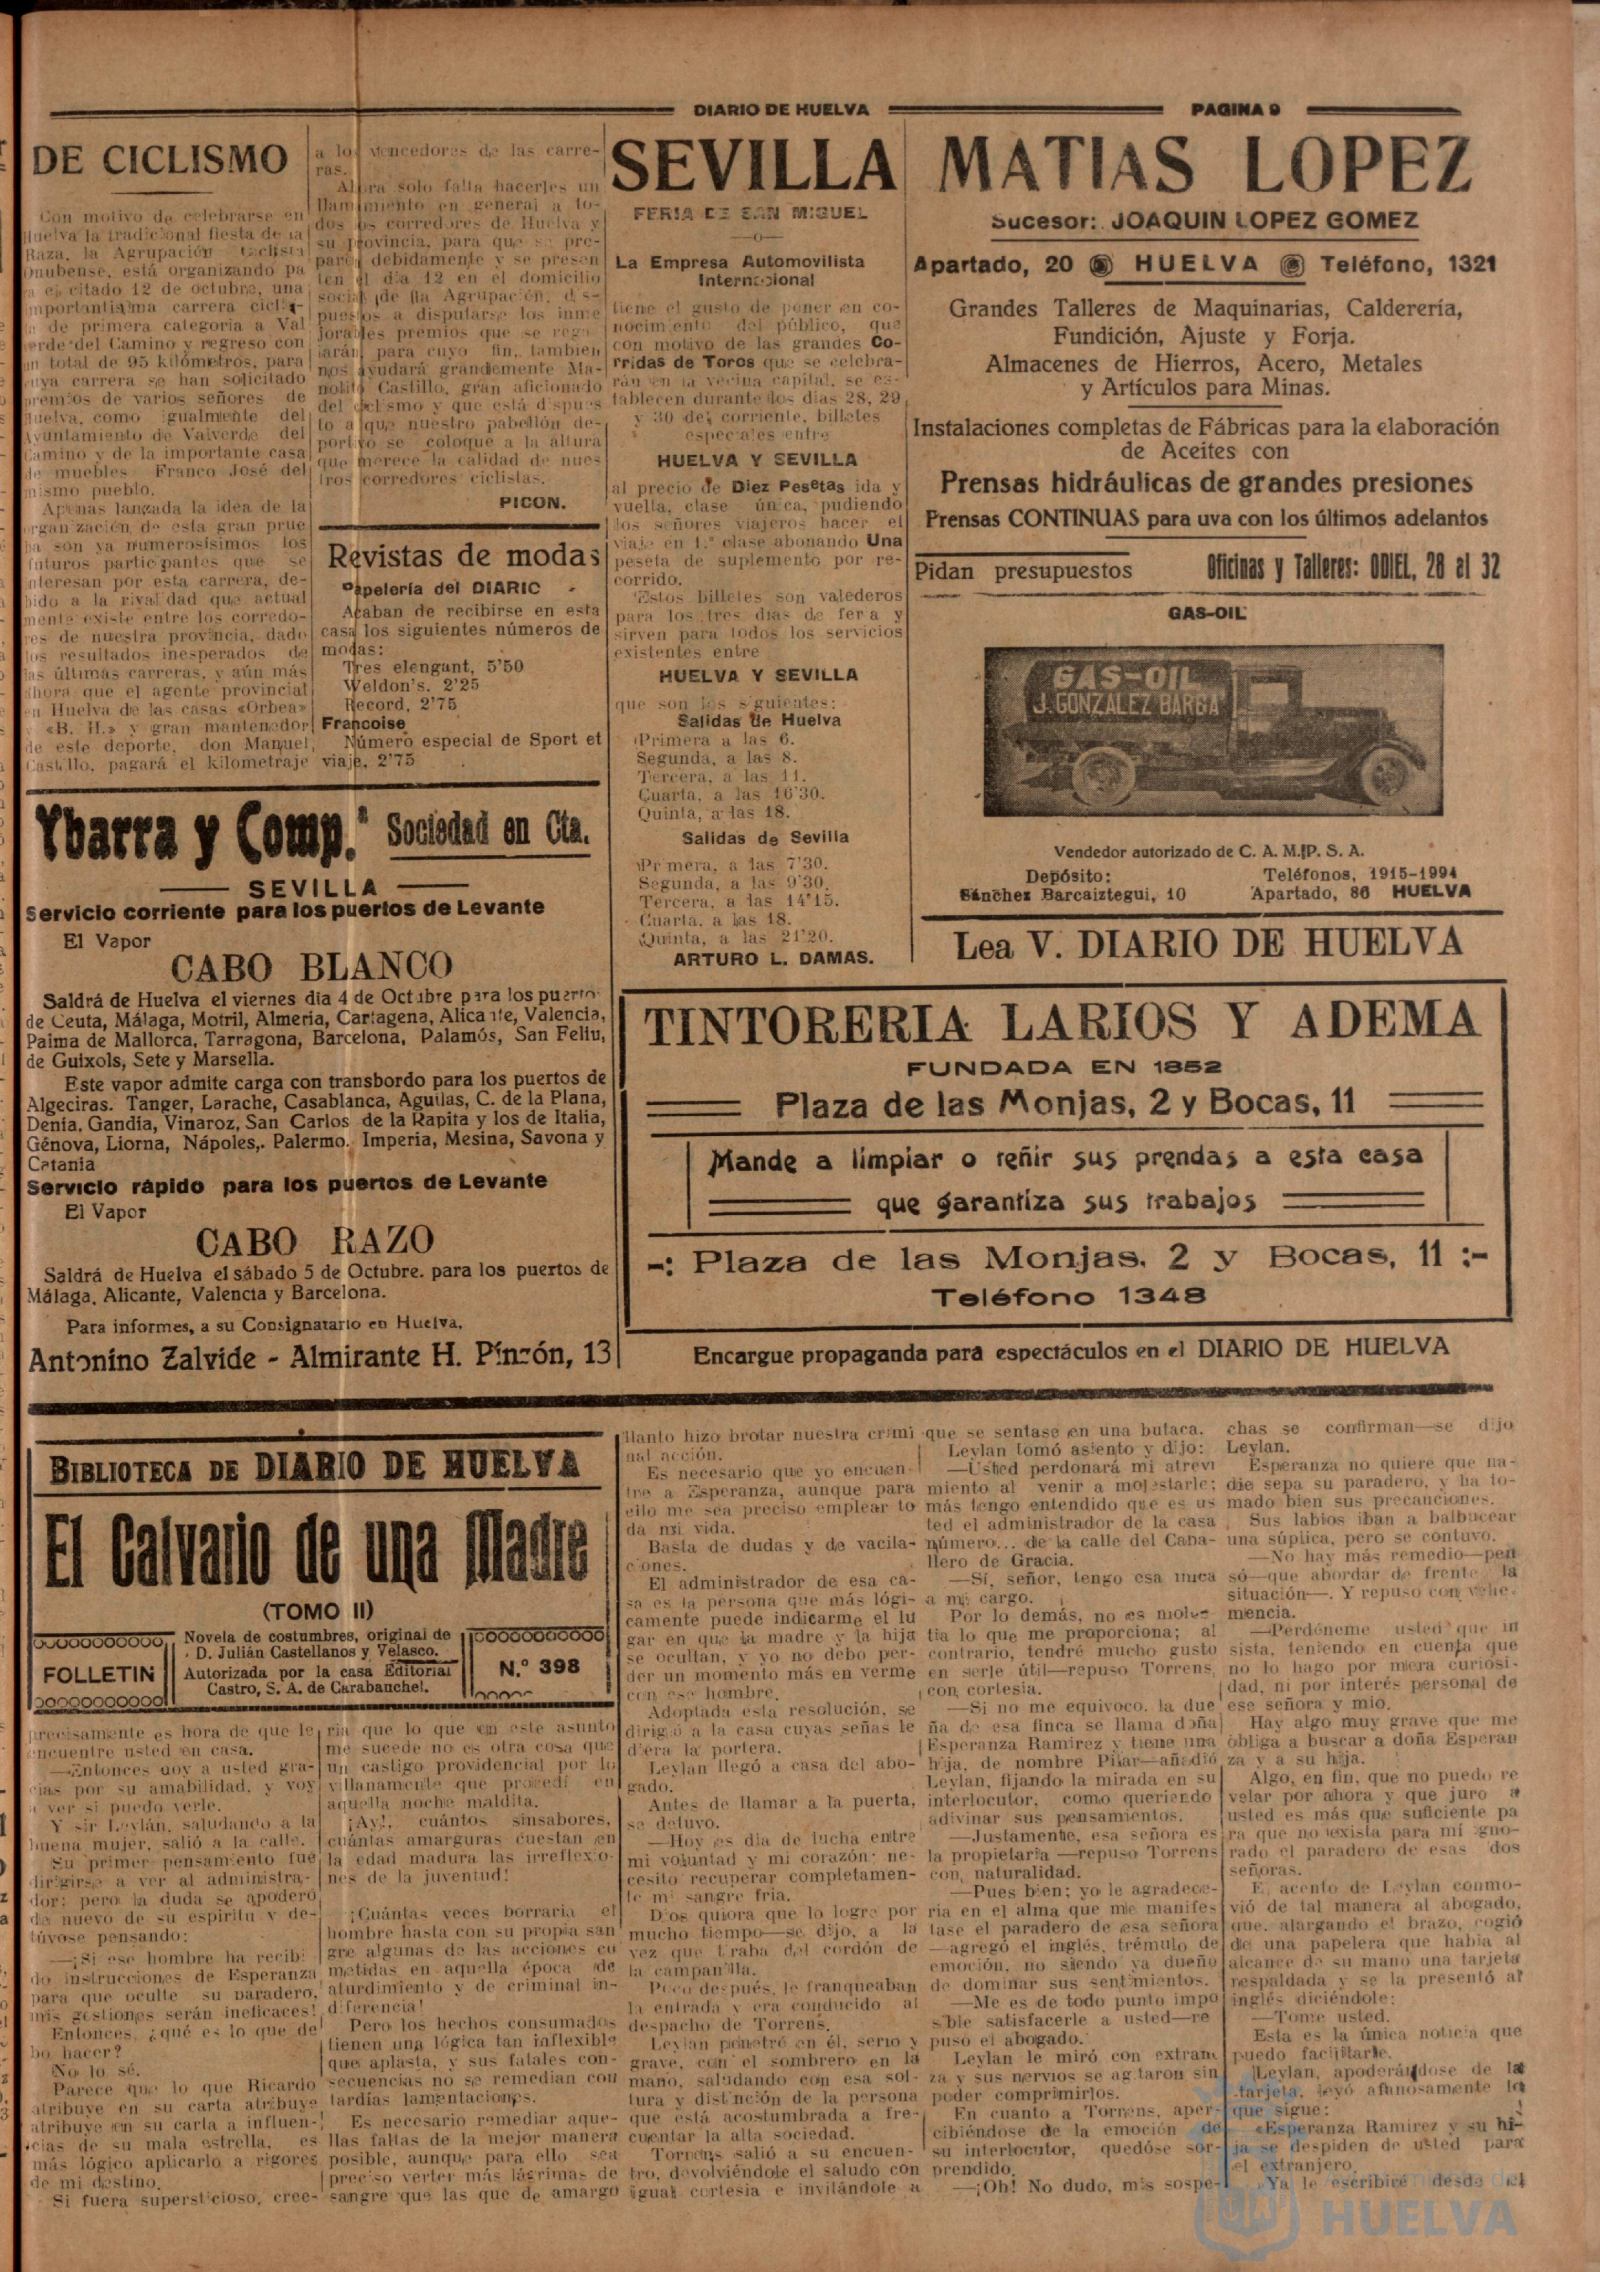 DIARIO DE HUELVA
PAGINA 9
DE CICLISMO
Con motivo de celebrarse en
Huelva la tradicional fiesta de la
Raza, la Agrupación Ciclista
Onubense, está organizando pa
ra el citado 12 de octubre, una
importantísima carrera ciclis-
ta de primera categoria a Val
verde del Camino y regreso con
un total de 95 kilómetros, para
cuya carrera se han solicitado
premios de varios señores de
Huelva, como igualmente del
Ayuntamiento de Valverde del
Camino y de la importante casa
de muebles Franco José del
mismo pueblo.
Apenas lanzada la idea de la
organización de esta gran prue
ba son ya numerosísimos los
futuros participantes que se
interesan por esta carrera, de-
bido a la rivalidad que actual
mente existe entre los corredo-
res de nuestra provincia, dado
los resultados inesperados de
las últimas carreras, y aún más
ahora que el agente provincial
en Huelva de las casas «Orbea»
y «B. H.» y gran mantenedor
de este deporte, don Manuel
Castillo, pagará el kilometraje
a los vencedores de las carre-
ras.
Ahora solo falta hacerles un
llamamiento en general a to-
dos los corredores de Huelva y
su provincia, para que se pre-
paren debidamente y se presen
ten el dia 12 en el domicilio
social de la Agrupación, dis-
puestos a disputarse los inme
jorables premios que se rega
larán, para cuyo fin, tambien
nos ayudará grandemente Ma-
nolito Castillo, gran aficionado
del ciclismo y que está dispues
to a que nuestro pabellón de-
portivo se coloque a la altura
que merece la calidad de nues
tros corredores ciclistas.
PICON.
Revistas de modas
Papelería del DIARIO
Acaban de recibirse en esta
casa los siguientes números de
modas:
Tres elengant, 5'50
Weldon's. 2'25
Record, 2'75
Francoise
Número especial de Sport et
viaje, 2'75
SEVILLA
FERIA DE SAN MIGUEL
—o—
La Empresa Automovilista
Internacional
tiene el gusto de poner en co-
nocimiento del público, que
con motivo de las grandes Co-
rridas de Toros que se celebra-
rán en la vecina capital, se es-
tablecen durante los dias 28, 29
y 30 del corriente, billetes
especiales entre
HUELVA Y SEVILLA
al precio de Diez Pesetas ida y
vuelta, clase única, pudiendo
los señores viajeros hacer el
viaje en 1.ª clase abonando Una
peseta de suplemento por re-
corrido.
Estos billetes son valederos
para los tres dias de feria y
sirven para todos los servicios
existentes entre
HUELVA Y SEVILLA
que son los siguientes:
Salidas de Huelva
Primera a las 6.
Segunda, a las 8.
Tercera, a las 11.
Cuarta, a las 16'30.
Quinta, a las 18.
Salidas de Sevilla
Primera, a las 7'30.
Segunda, a las 9'30.
Tercera, a las 14'15.
Cuarta, a las 18.
Quinta, a las 21'20.
ARTURO L. DAMAS.
MATIAS LOPEZ
Sucesor: JOAQUIN LOPEZ GOMEZ
Apartado, 20 HUELVA Teléfono, 1321
Grandes Talleres de Maquinarias, Calderería,
Fundición, Ajuste y Forja.
Almacenes de Hierros, Acero, Metales
y Artículos para Minas.
Instalaciones completas de Fábricas para la elaboración
de Aceites con
Prensas hidráulicas de grandes presiones
Prensas CONTINUAS para uva con los últimos adelantos
Pidan presupuestos Oficinas y Talleres: ODIEL, 28 al 32
GAS-OIL
GAS-OIL
J. GONZALEZ BARBA
Vendedor autorizado de C. A. M. P. S. A.
Depósito: Teléfonos, 1915-1994
Sánchez Barcaiztegui, 10 Apartado, 86 HUELVA
Lea V. DIARIO DE HUELVA
Ybarra y Comp.ª Sociedad en Cta.
SEVILLA
Servicio corriente para los puertos de Levante
El Vapor
CABO BLANCO
Saldrá de Huelva el viernes dia 4 de Octubre para los puerto
de Ceuta, Málaga, Motril, Almería, Cartagena, Alicante, Valencia,
Palma de Mallorca, Tarragona, Barcelona, Palamós, San Feliu,
de Guixols, Sete y Marsella.
Este vapor admite carga con transbordo para los puertos de
Algeciras. Tanger, Larache, Casablanca, Aguilas, C. de la Plana,
Denia, Gandia, Vinaroz, San Carlos de la Rapita y los de Italia,
Génova, Liorna, Nápoles,. Palermo. Imperia, Mesina, Savona y
Catania
Servicio rápido para los puertos de Levante
El Vapor
CABO RAZO
Saldrá de Huelva el sábado 5 de Octubre. para los puertos de
Málaga, Alicante, Valencia y Barcelona.
Para informes, a su Consignatario en Huelva,
Antonino Zalvide - Almirante H. Pinzón, 13
TINTORERIA LARIOS Y ADEMA
FUNDADA EN 1852
Plaza de las Monjas, 2 y Bocas, 11
Mande a limpiar o teñir sus prendas a esta casa
que garantiza sus trabajos
-: Plaza de las Monjas, 2 y Bocas, 11 :-
Teléfono 1348
Encargue propaganda para espectáculos en el DIARIO DE HUELVA
BIBLIOTECA DE DIARIO DE HUELVA
El Calvario de una Madre
(TOMO II)
FOLLETIN
Novela de costumbres, original de
D. Julián Castellanos y Velasco.
Autorizada por la casa Editorial
Castro, S. A. de Carabanchel.
N.º 398
precisamente es hora de que le
encuentre usted en casa.
—Entonces doy a usted gra-
cias por su amabilidad, y voy
a ver si puedo verle.
Y sir Leylán, saludando a la
buena mujer, salió a la calle.
Su primer pensamiento fué
dirigirse a ver al administra-
dor; pero la duda se apoderó
de nuevo de su espiritu y de-
túvose pensando:
—¡Si ese hombre ha recibi
do instrucciones de Esperanza
para que oculte su paradero,
mis gestiones serán ineficaces!
Entonces, ¿qué es lo que de
bo hacer?
No lo sé.
Parece que lo que Ricardo
atribuye en su carta atribuye
atribuye en su carta a influen-
cias de su mala estrella, es
más lógico aplicarlo a rigores
de mi destino.
Si fuera supersticioso, cree-
ria que lo que en este asunto
me sucede no es otra cosa que
un castigo providencial por lo
villanamente que procedí en
aquella noche maldita.
¡Ay!, cuántos sinsabores,
cuántas amarguras cuestan en
la edad madura las irreflexio-
nes de la juventud!
¡Cuántas veces borraria el
hombre hasta con su propia san
gre algunas de las acciones co
metidas en aquella época de
aturdimiento y de criminal in-
diferencia!
Pero los hechos consumados
tienen una lógica tan inflexible
que aplasta, y sus fatales con-
secuencias no se remedian con
tardías lamentaciones.
Es necesario remediar aque-
llas faltas de la mejor manera
posible, aunque para ello sea
preciso verter más lágrimas de
sangre que las que de amargo
llanto hizo brotar nuestra crimi
nal acción.
Es necesario que yo encuen-
tre a Esperanza, aunque para
ello me sea preciso emplear to
da mi vida.
Basta de dudas y de vacila-
ciones.
El administrador de esa ca-
sa es la persona que más lógi-
camente puede indicarme el lu
gar en que la madre y la hija
se ocultan, y yo no debo per-
der un momento más en verme
con ese hombre.
Adoptada esta resolución, se
dirigió a la casa cuyas señas le
diera la portera.
Leylan llegó a casa del abo-
gado.
Antes de llamar a la puerta,
se detuvo.
—Hoy es dia de lucha entre
mi voluntad y mi corazón; ne-
cesito recuperar completamen-
te mi sangre fria.
Dios quiera que lo logre por
mucho tiempo—se dijo, a la
vez que tiraba del cordón de
la campanilla.
Poco después, le franqueaban
la entrada y era conducido al
despacho de Torrens.
Leylan penetró en él, serio y
grave, con el sombrero en la
mano, saludando con esa sol-
tura y distinción de la persona
que está acostumbrada a fre-
cuentar la alta sociedad.
Torrens salió a su encuen-
tro, devolviéndole el saludo con
igual cortesia e invitándole a
que se sentase en una butaca.
Leylan tomó asiento y dijo:
—Usted perdonará mi atrevi
miento al venir a molestarle;
más tengo entendido que es us
ted el administrador de la casa
número... de la calle del Caba-
llero de Gracia.
—Sí, señor, tengo esa finca
a mi cargo.
Por lo demás, no es moles-
tia lo que me proporciona; al
contrario, tendré mucho gusto
en serle útil—repuso Torrens,
con cortesia.
—Si no me equivoco, la due
ña de esa finca se llama doña
Esperanza Ramirez y tiene una
hija, de nombre Pilar—añadió
Leylan, fijando la mirada en su
interlocutor, como queriendo
adivinar sus pensamientos.
—Justamente, esa señora es
la propietaria —repuso Torrens
con naturalidad.
—Pues bien; yo le agradece-
ria en el alma que me manifes
tase el paradero de esa señora
—agregó el inglés, trémulo de
emoción, no siendo ya dueño
de dominar sus sentimientos.
—Me es de todo punto impo
sible satisfacerle a usted—re
puso el abogado.
Leylan le miró con extrañ
za y sus nervios se agitaron sin
poder comprimirlos.
En cuanto a Torrens, aper-
cibiéndose de la emoción de
su interlocutor, quedóse sor-
prendido.
—¡Oh! No dudo, mis sospe-
chas se confirman—se dijo
Leylan.
Esperanza no quiere que na-
die sepa su paradero, y ha to-
mado bien sus precauciones.
Sus labios iban a balbucear
una súplica, pero se contuvo.
—No hay más remedio—pen
só—que abordar de frente la
situación—. Y repuso con vehe-
mencia.
—Perdóneme usted que in
sista, teniendo en cuenta que
no lo hago por mera curiosi-
dad, ni por interés personal de
ese señora y mio.
Hay algo muy grave que me
obliga a buscar a doña Esperan
za y a su hija.
Algo, en fin, que no puedo re
velar por ahora y que juro a
usted es más que suficiente pa
ra que no exista para mí igno-
rado el paradero de esas dos
señoras.
El acento de Leylan conmo-
vió de tal manera al abogado,
que, alargando el brazo, cogió
de una papelera que habia al
alcance de su mano una tarjeta
respaldada y se la presentó al
inglés diciéndole:
—Tome usted.
Esta es la única noticia que
puedo facilitarle.
Leylan, apoderándose de la
tarjeta, leyó afanosamente lo
que sigue:
«Esperanza Ramirez y su hi-
ja se despiden de usted para
el extranjero.
»Ya le escribiré desde el
HUELVA